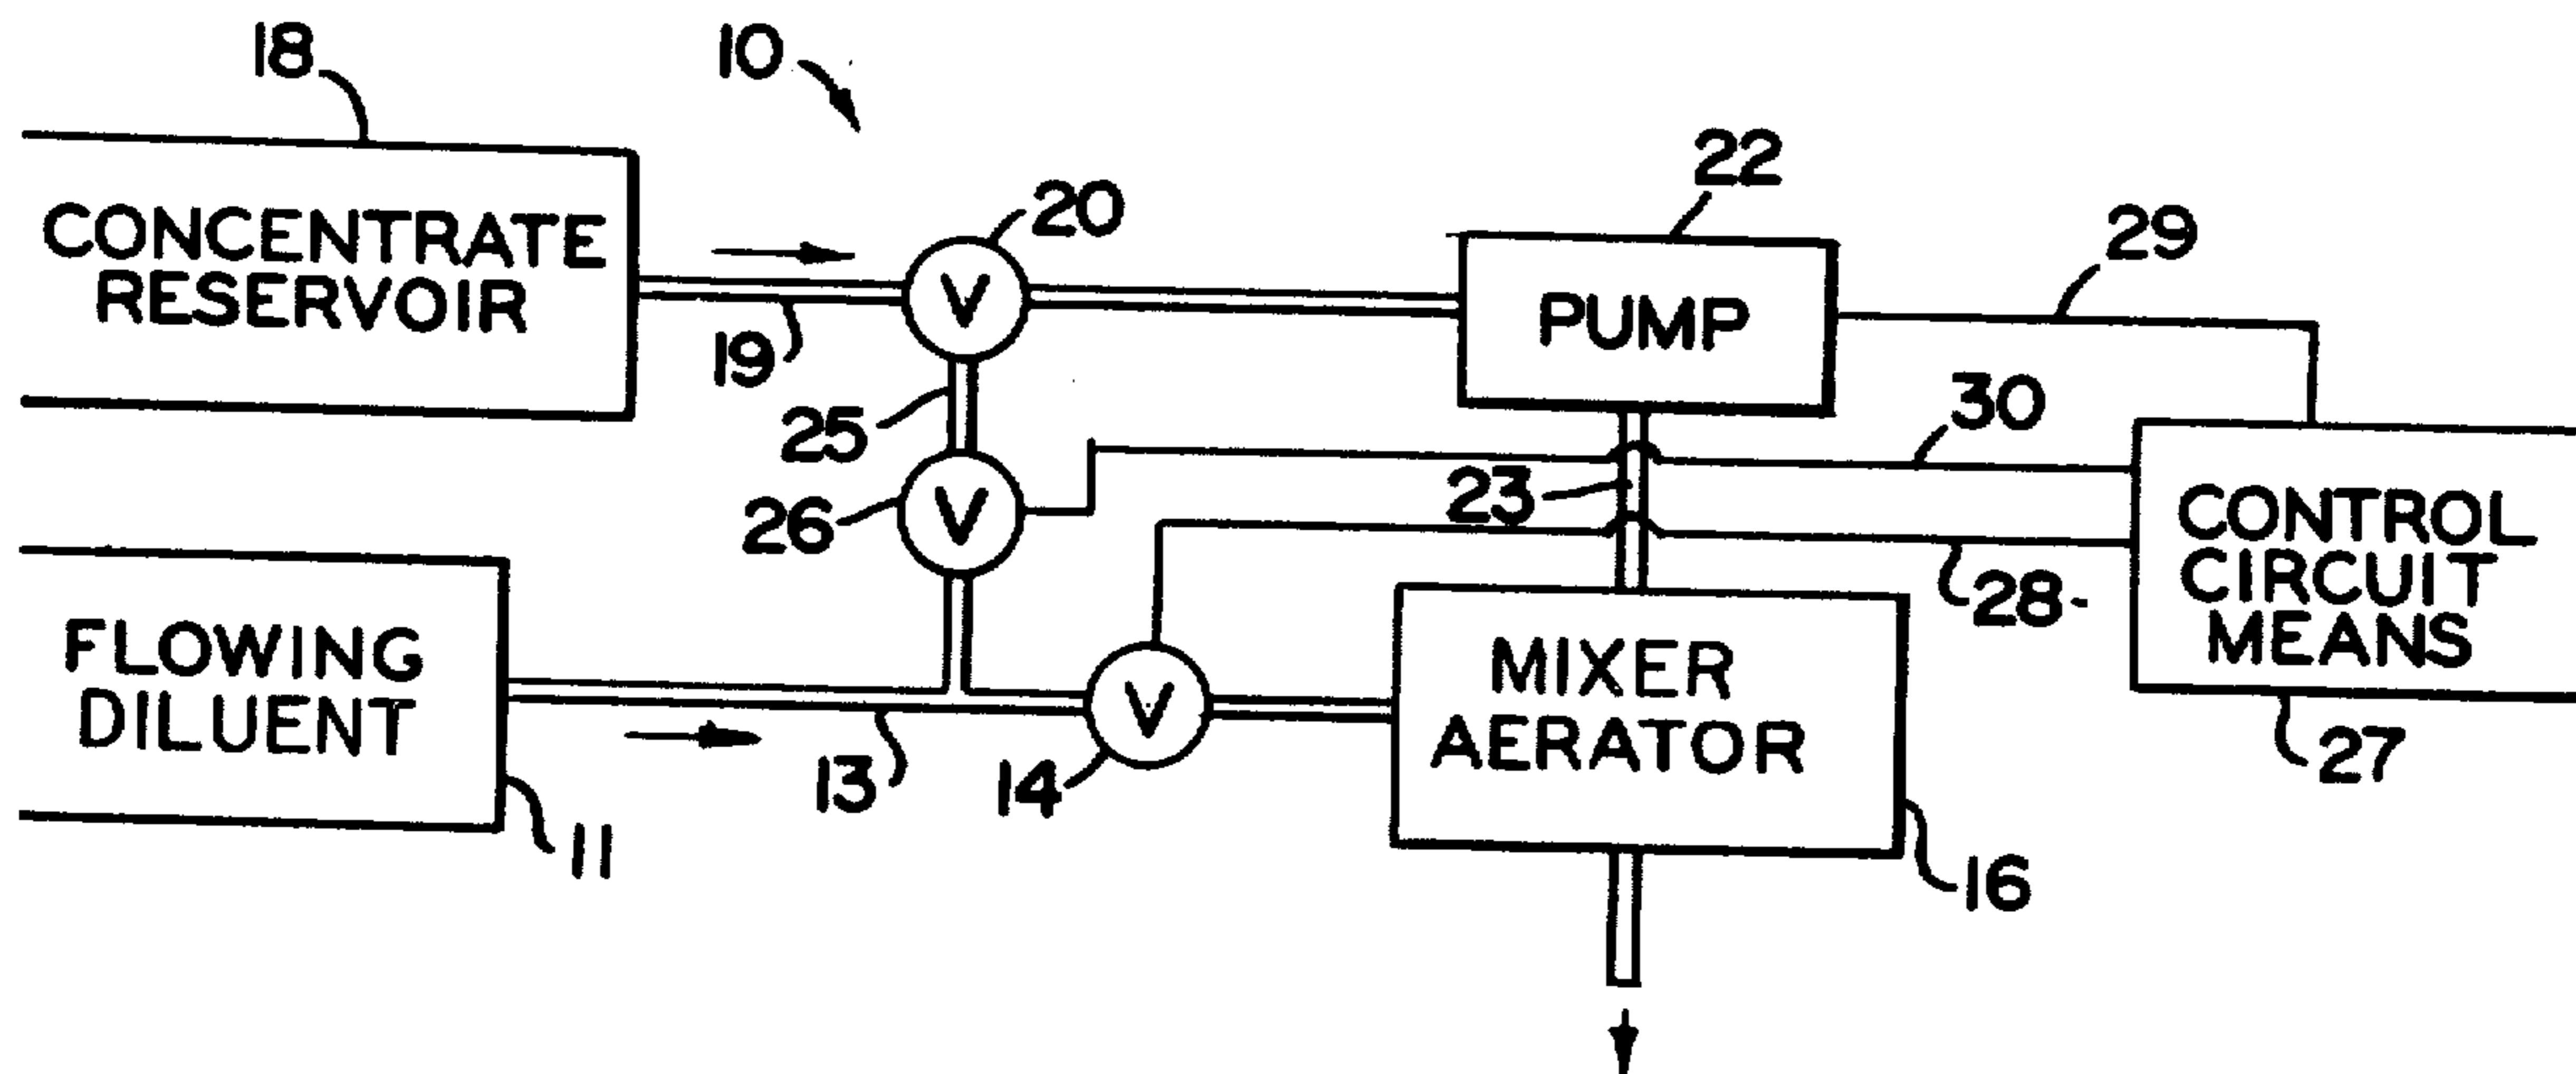 18
10
CONCENTRATE
RESERVOIR
19
20
V
22
PUMP
29
25
26
V
30
23
28
CONTROL
CIRCUIT
MEANS
27
FLOWING
DILUENT
11
13
14
V
MIXER
AERATOR
16